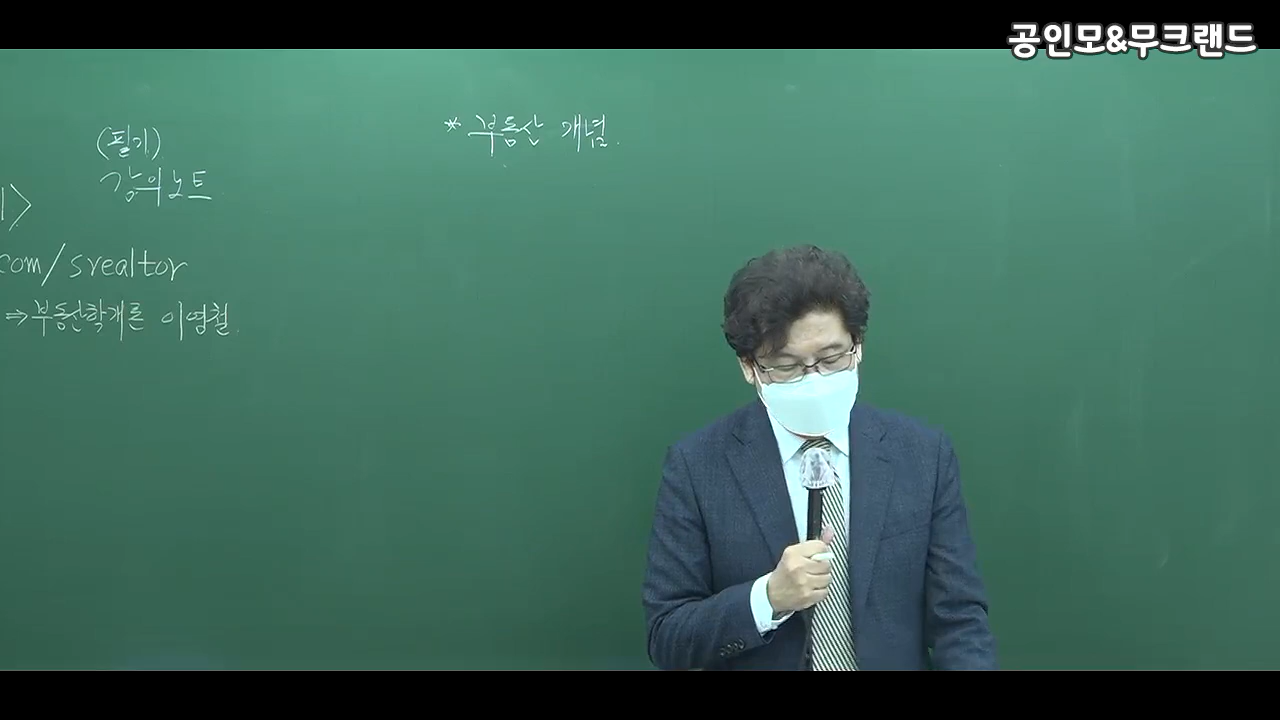 공인모&무크랜드
(필기)
강의노트
com/srealtor
⇒부동산학개론 이영철.
* 부동산 개념.